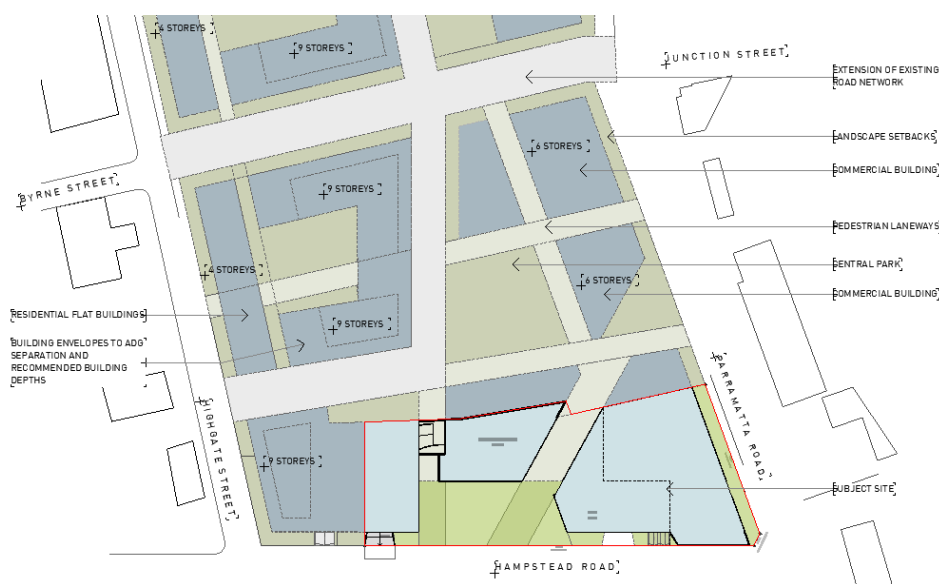 4 STOREYS
9 STOREYS
JUNCTION STREET
EXTENSION OF EXISTING
ROAD NETWORK
LANDSCAPE SETBACKS
6 STOREYS
COMMERCIAL BUILDING
9 STOREYS
BYRNE STREET
PEDESTRIAN LANEWAYS
CENTRAL PARK
4 STOREYS
6 STOREYS
COMMERCIAL BUILDING
RESIDENTIAL FLAT BUILDINGS
9 STOREYS
BUILDING ENVELOPES TO ADG
SEPARATION AND
RECOMMENDED BUILDING
DEPTHS
PARRAMATTA ROAD
HIGHGATE STREET
9 STOREYS
SUBJECT SITE
HAMPSTEAD ROAD